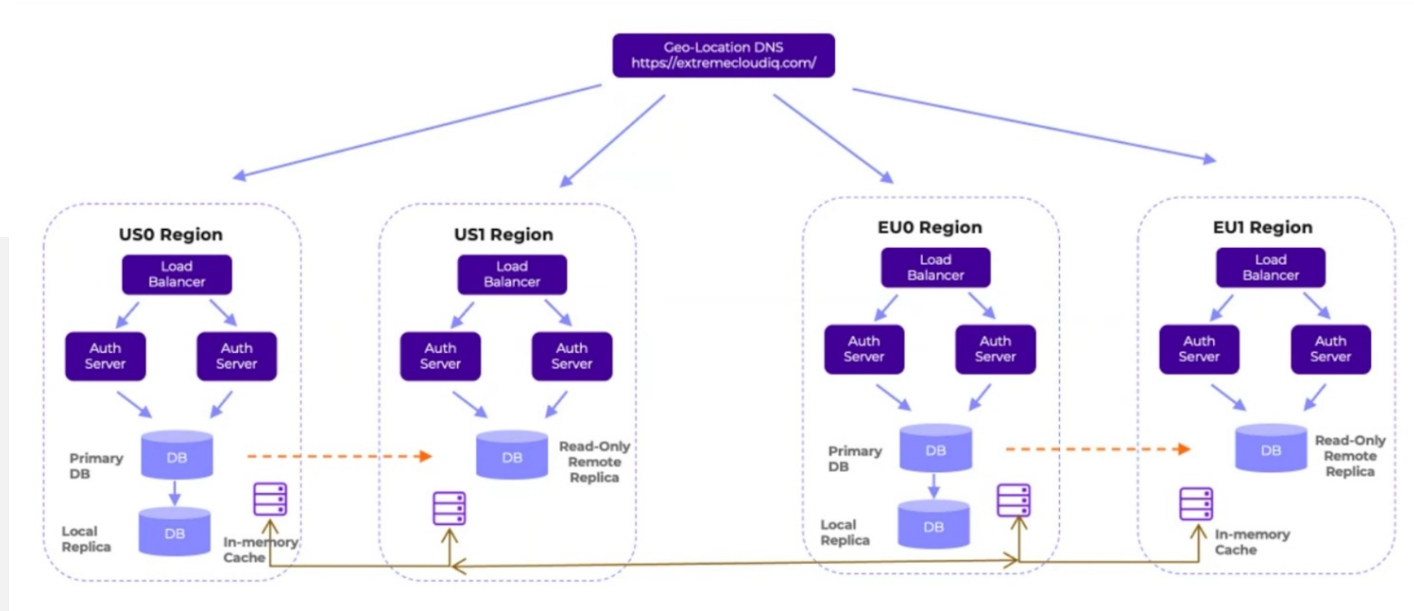 Geo-Location DNS
https://extremecloudiq.com/
US0 Region
Load
Balancer
Auth
Server
Auth
Server
Primary
DB
DB
Local
Replica
DB
In-memory
Cache
US1 Region
Load
Balancer
Auth
Server
Auth
Server
DB
Read-Only
Remote
Replica
EU0 Region
Load
Balancer
Auth
Server
Auth
Server
Primary
DB
DB
Local
Replica
DB
EU1 Region
Load
Balancer
Auth
Server
Auth
Server
DB
Read-Only
Remote
Replica
In-memory
Cache